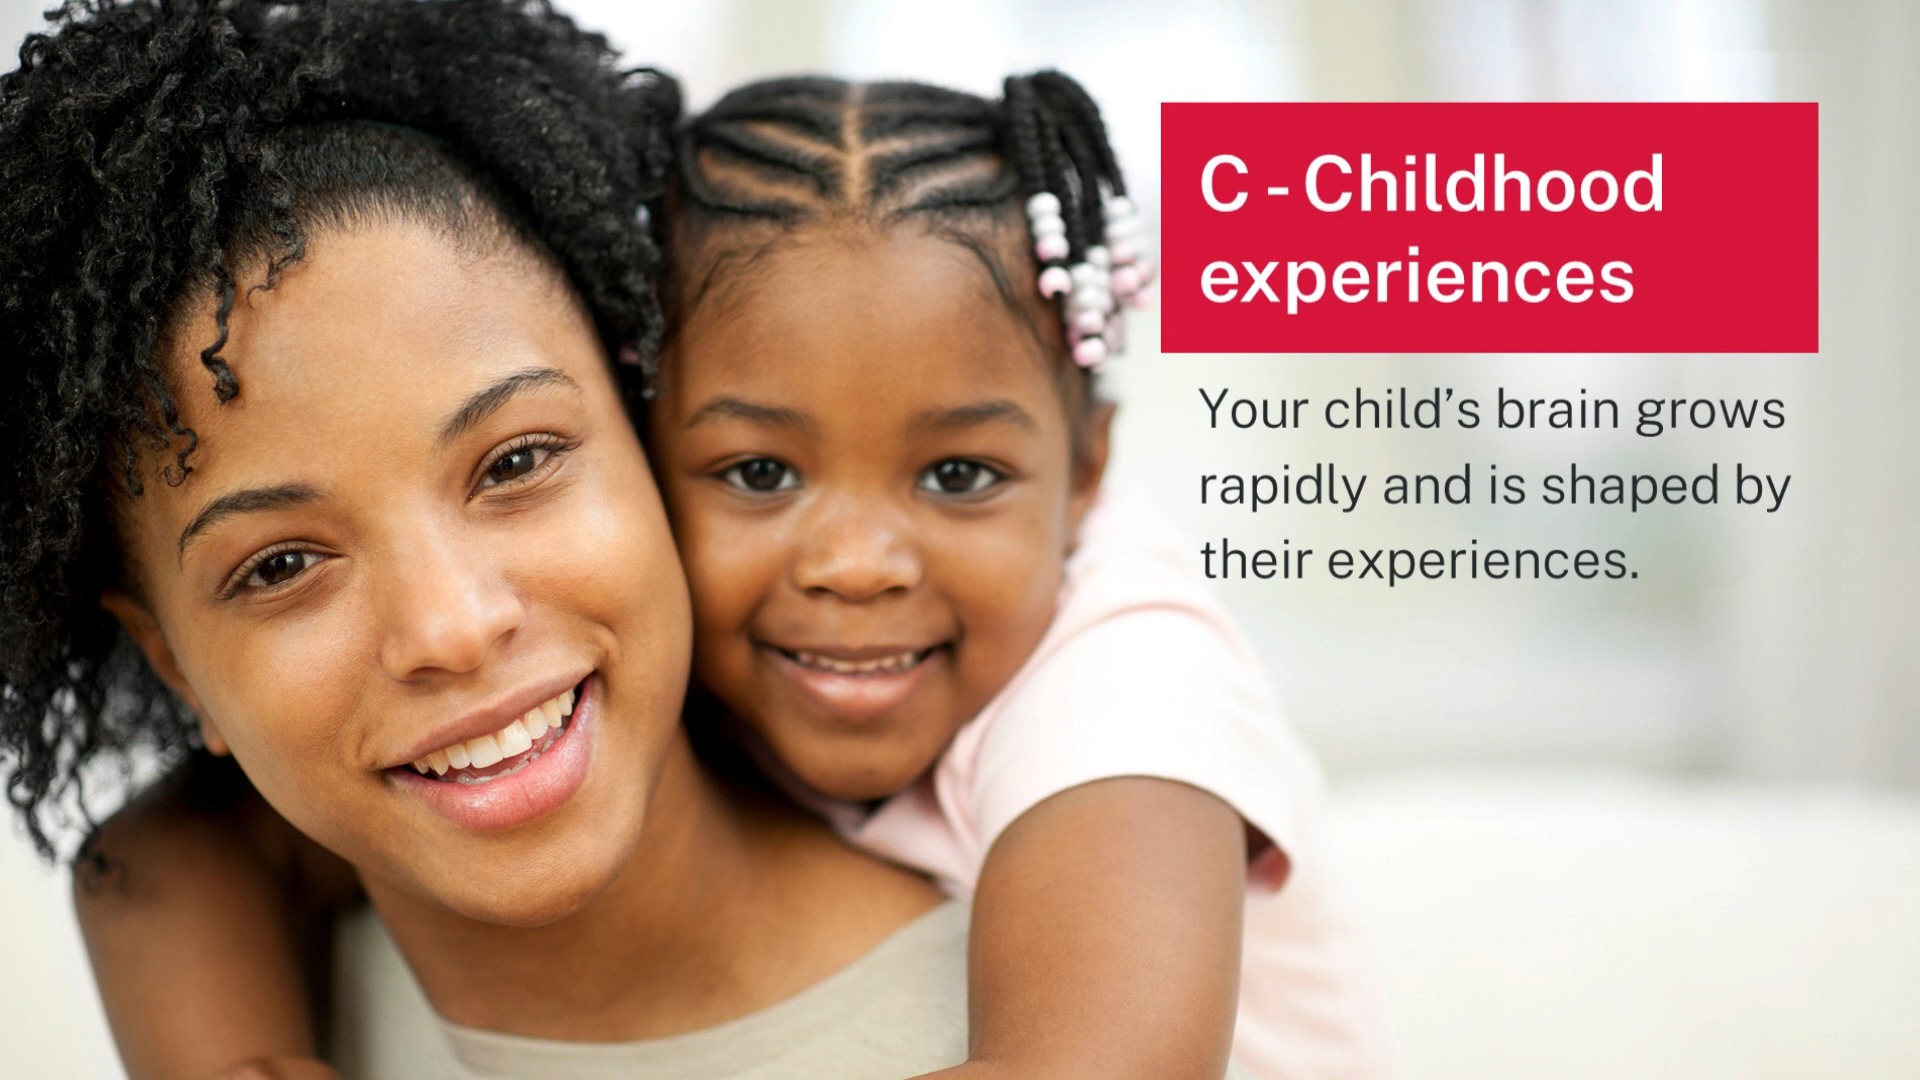 C - Childhood
experiences
Your child’s brain grows
rapidly and is shaped by
their experiences.